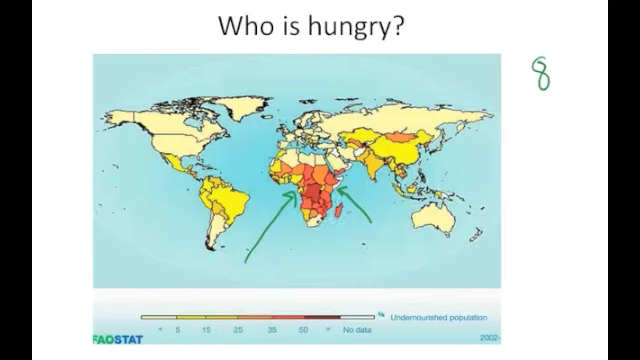 Who is hungry?
8
< 5 15 25 35 50 > No data % Undernourished population
FAOSTAT 2002-